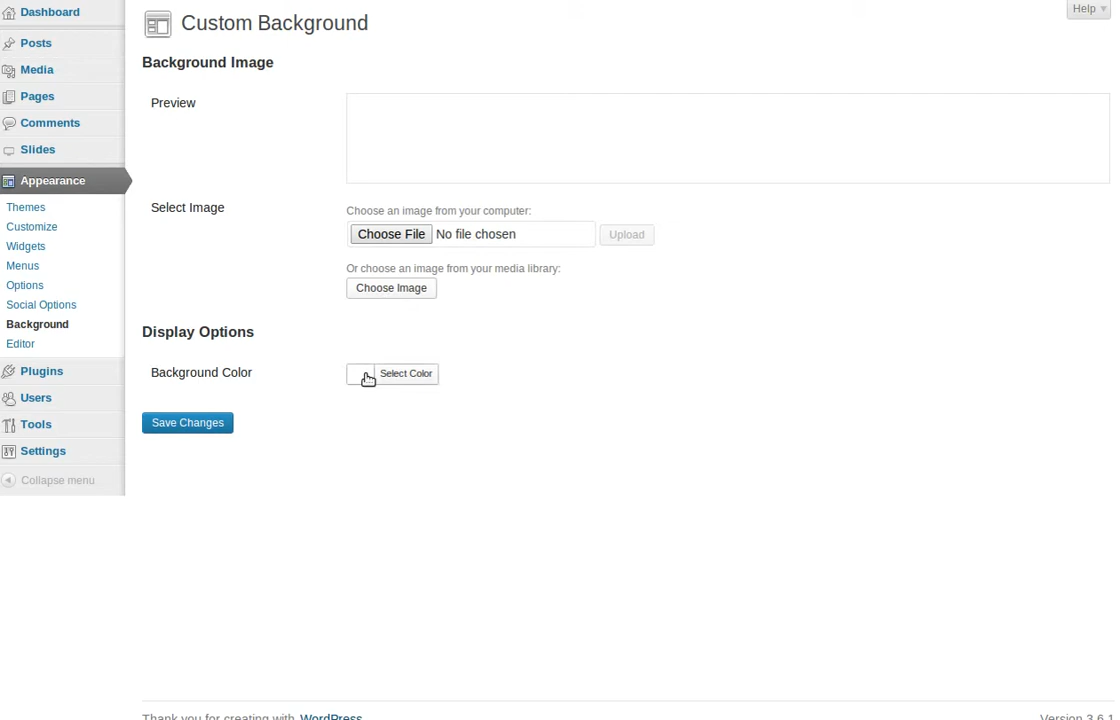 Dashboard
Posts
Media
Pages
Comments
Slides
Appearance
Themes
Customize
Widgets
Menus
Options
Social Options
Background
Editor
Plugins
Users
Tools
Settings
Collapse menu
Help
Custom Background
Background Image
Preview
Select Image
Choose an image from your computer:
Choose File No file chosen Upload
Or choose an image from your media library:
Choose Image
Display Options
Background Color Select Color
Save Changes
Thank you for creating with WordPress
Version 3.6.1